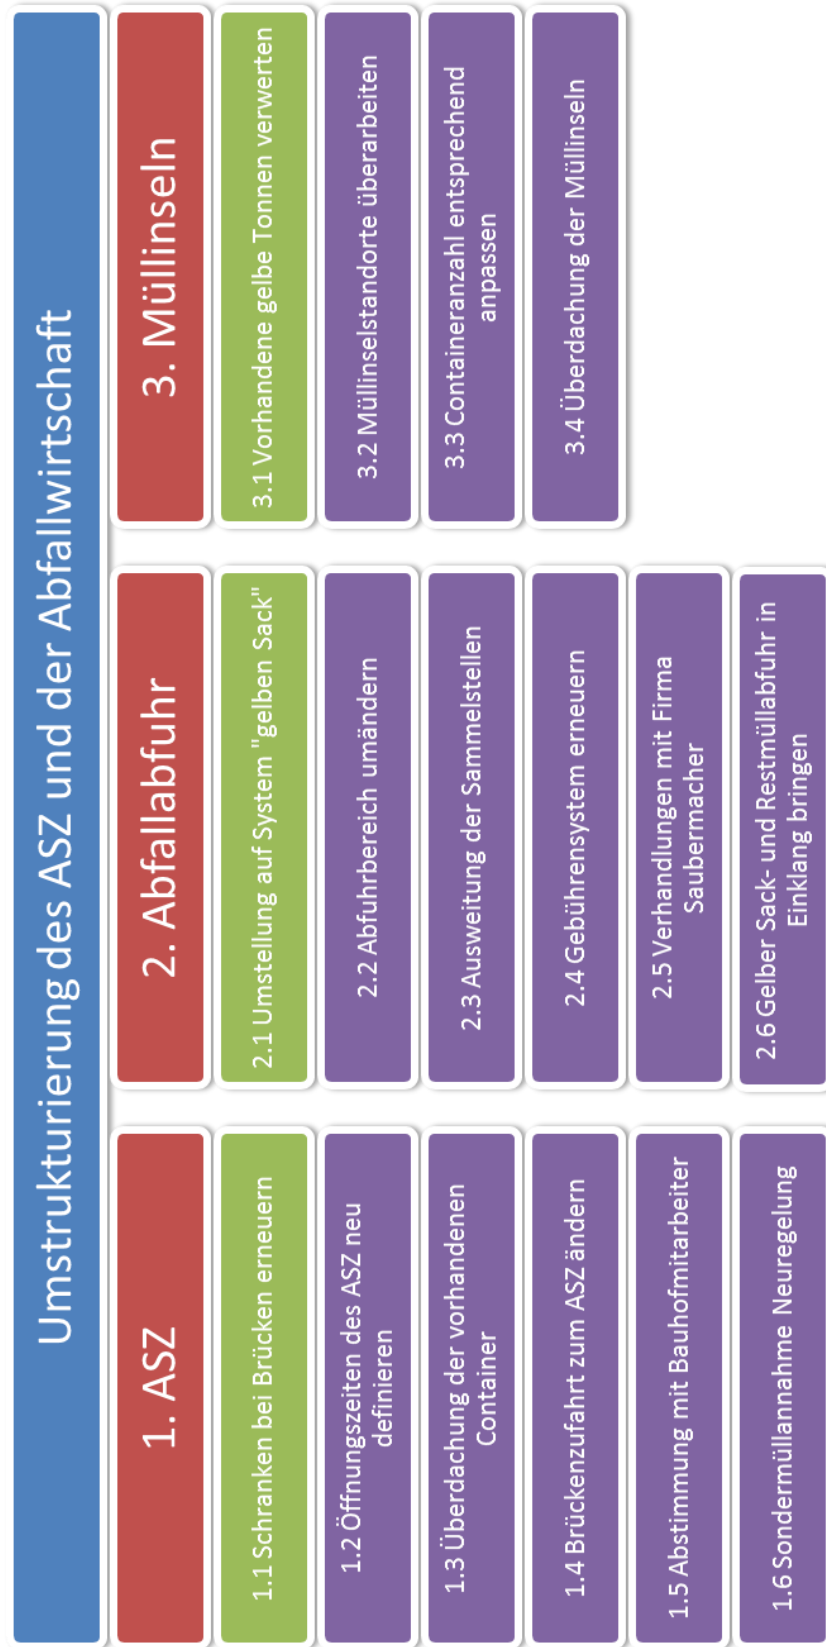 Umstrukturierung des ASZ und der Abfallwirtschaft
1. ASZ
1.1 Schranken bei Brücken erneuern
1.2 Öffnungszeiten des ASZ neu
definieren
1.3 Überdachung der vorhandenen
Container
1.4 Brückenzufahrt zum ASZ ändern
1.5 Abstimmung mit Bauhofmitarbeiter
1.6 Sondermüllannahme Neuregelung
2. Abfallabfuhr
2.1 Umstellung auf System "gelben Sack"
2.2 Abfuhrbereich umändern
2.3 Ausweitung der Sammelstellen
2.4 Gebührensystem erneuern
2.5 Verhandlungen mit Firma
Saubermacher
2.6 Gelber Sack- und Restmüllabfuhr in
Einklang bringen
3. Müllinseln
3.1 Vorhandene gelbe Tonnen verwerten
3.2 Müllinselstandorte überarbeiten
3.3 Containeranzahl entsprechend
anpassen
3.4 Überdachung der Müllinseln